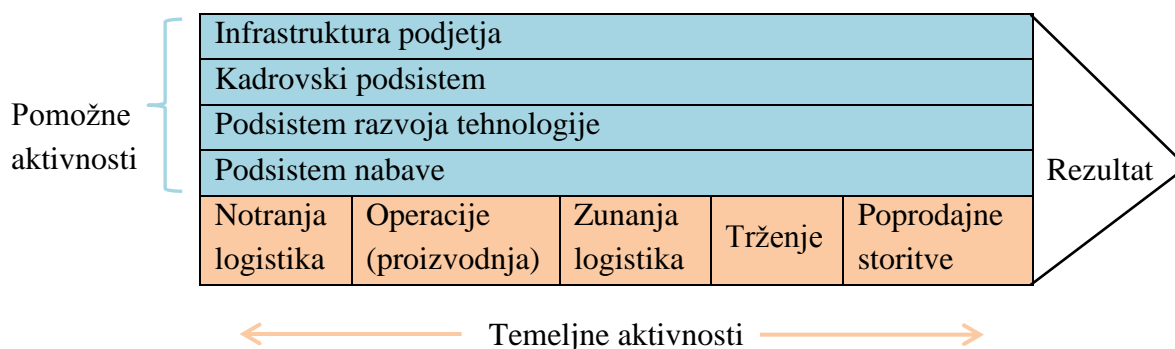 Infrastruktura podjetja
Kadrovski podsistem
Podsistem razvoja tehnologije
Podsistem nabave
Pomožne
aktivnosti
Rezultat
Notranja
logistika
Operacije
(proizvodnja)
Zunanja
logistika
Trženje
Poprodajne
storitve
Temeljne aktivnosti